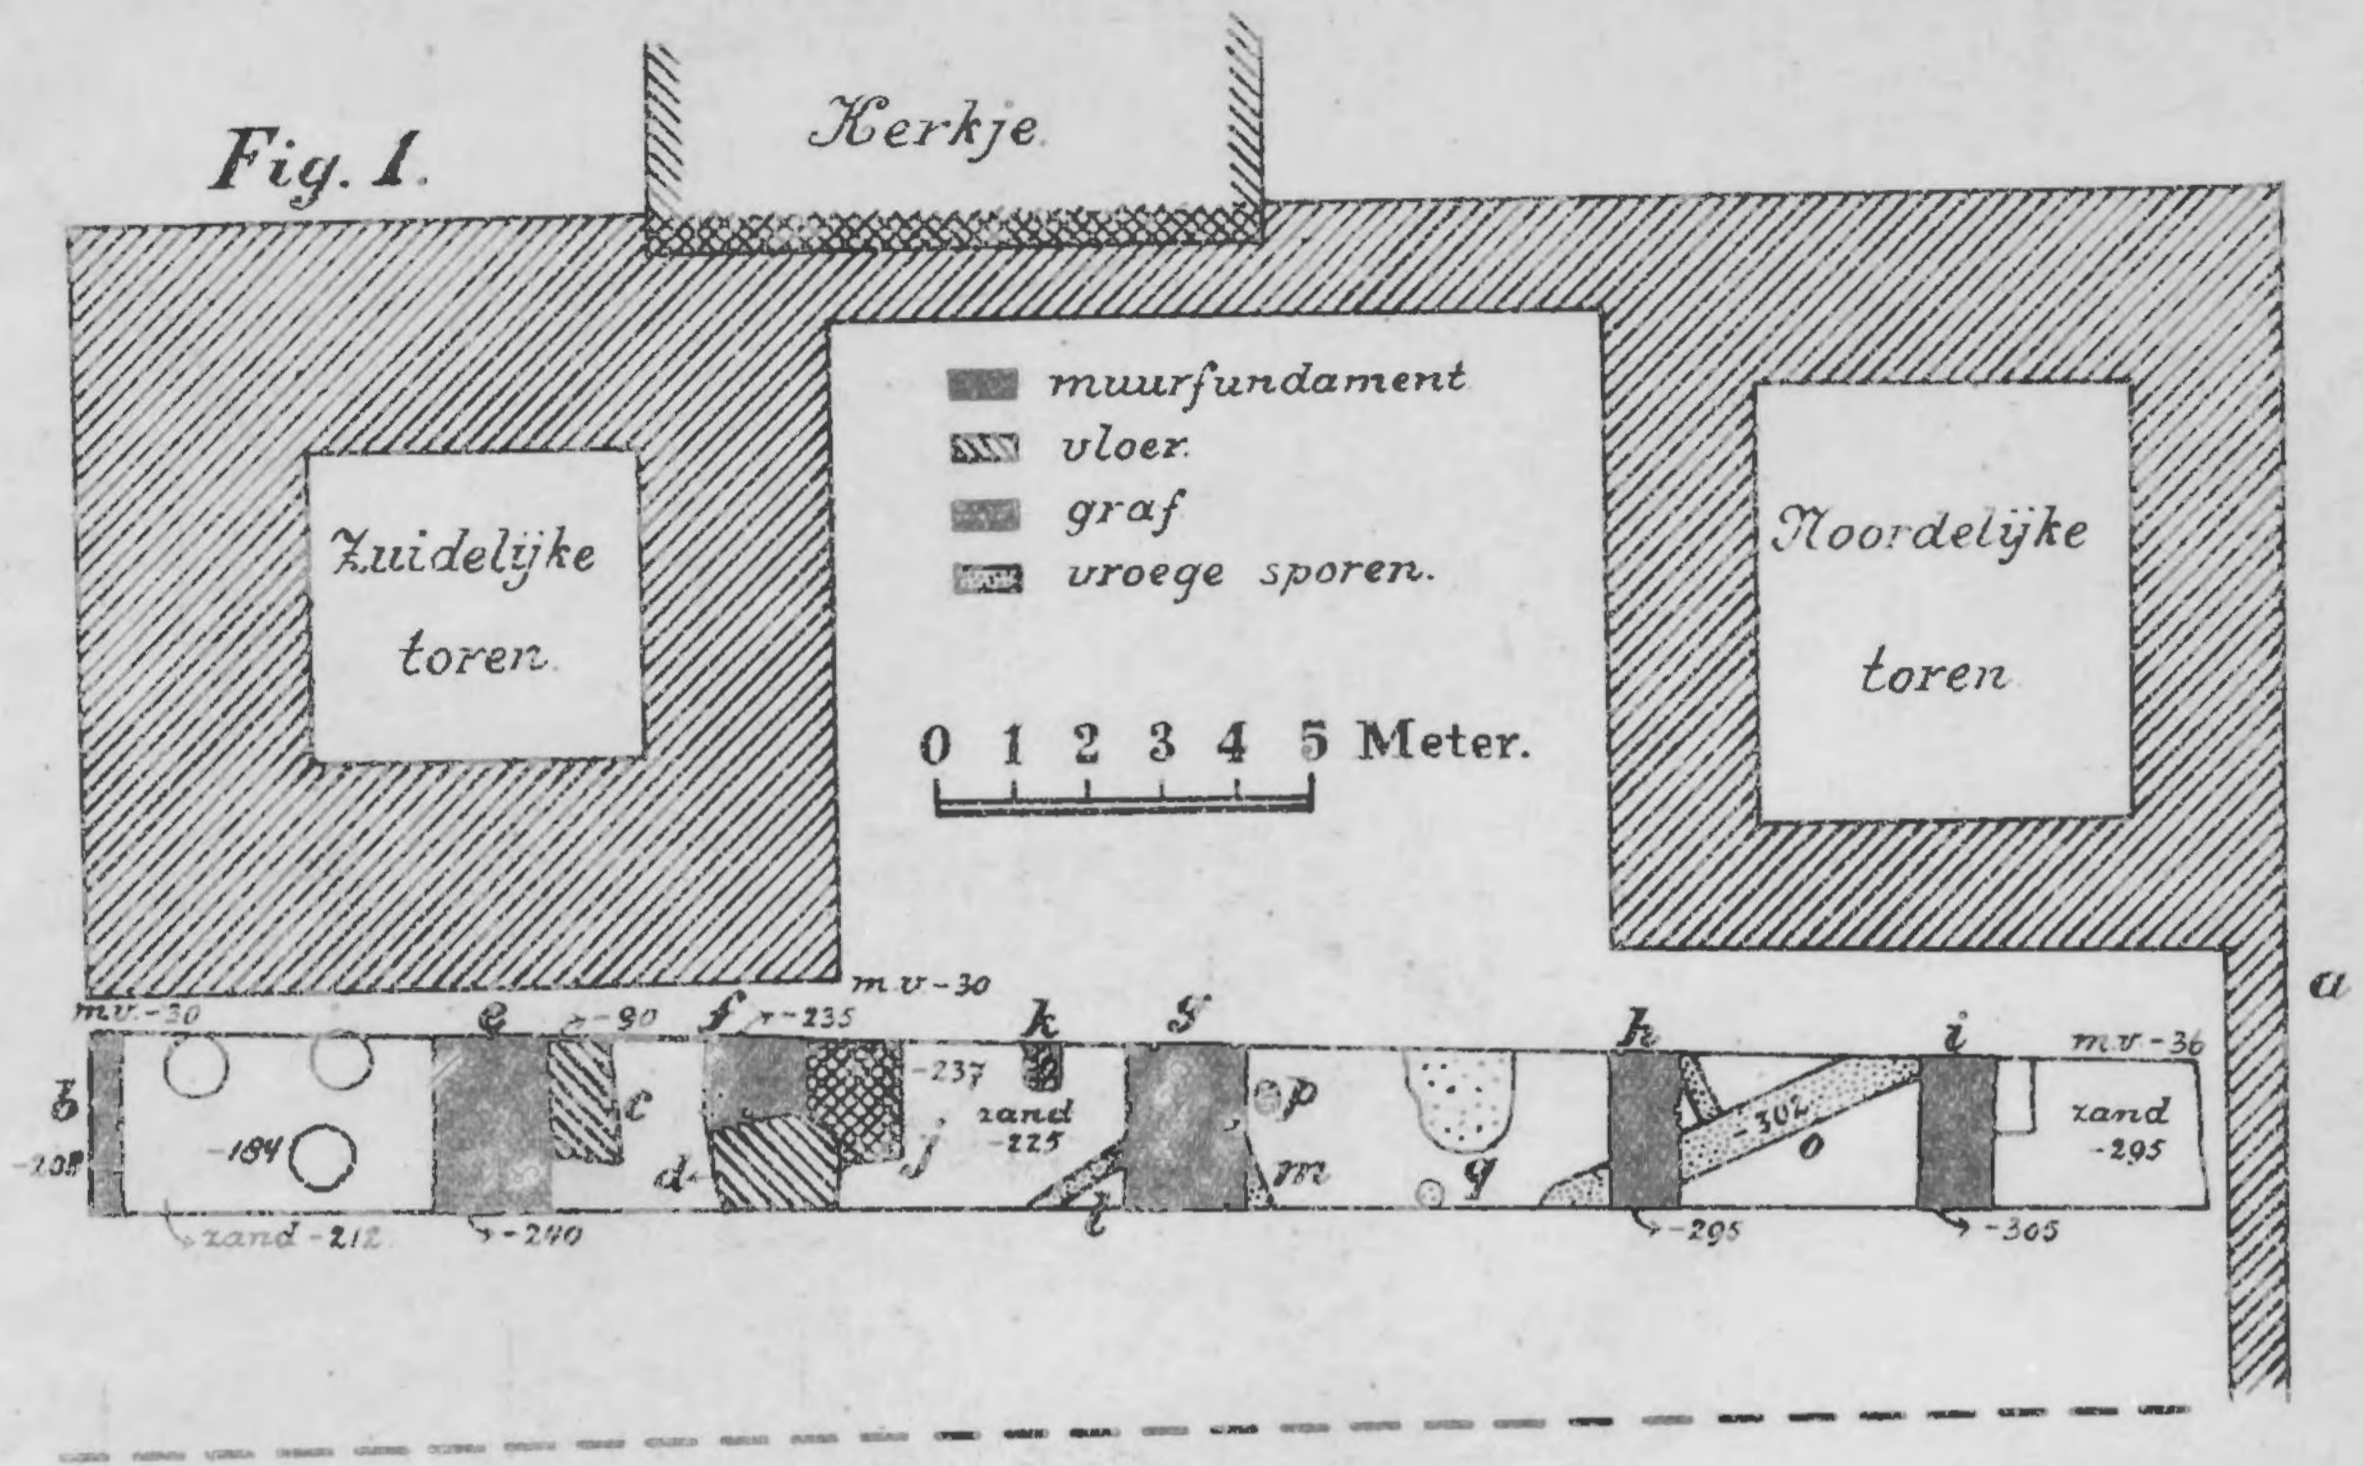 Kerkje.
Fig. 1.
muurfundament
vloer.
graf
vroege sporen.
Zuidelijke
toren.
Noordelijke
toren
0 1 2 3 4 5 Meter.
a
m v -30
m v. -30
e
-90
f
-235
k
g
h
i
m v -36
b
-208
-184
c
d
j
-237
zand
-225
l
p
m
q
-302
o
zand
-295
zand -212
-240
-295
-305